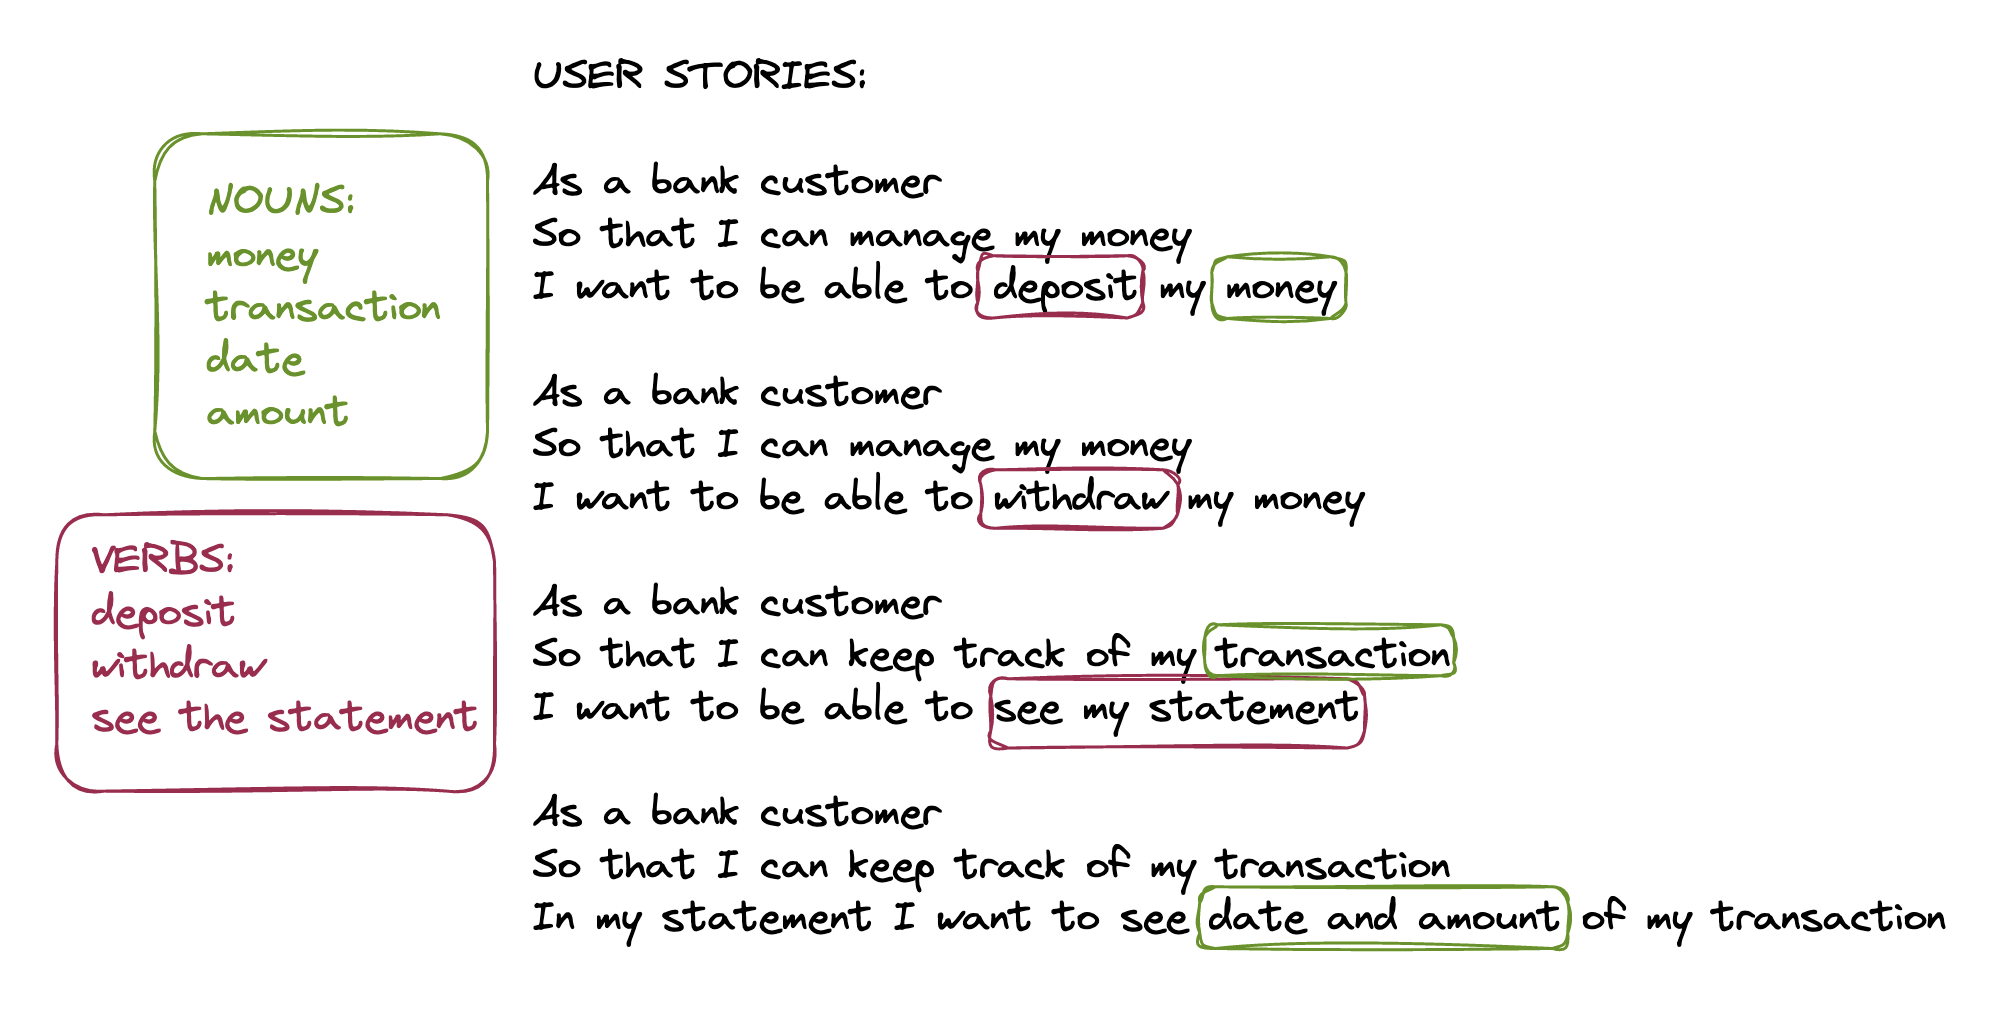 USER STORIES:
NOUNS:
money
transaction
date
amount
VERBS:
deposit
withdraw
see the statement
As a bank customer
So that I can manage my money
I want to be able to deposit my money
As a bank customer
So that I can manage my money
I want to be able to withdraw my money
As a bank customer
So that I can keep track of my transaction
I want to be able to see my statement
As a bank customer
So that I can keep track of my transaction
In my statement I want to see date and amount of my transaction